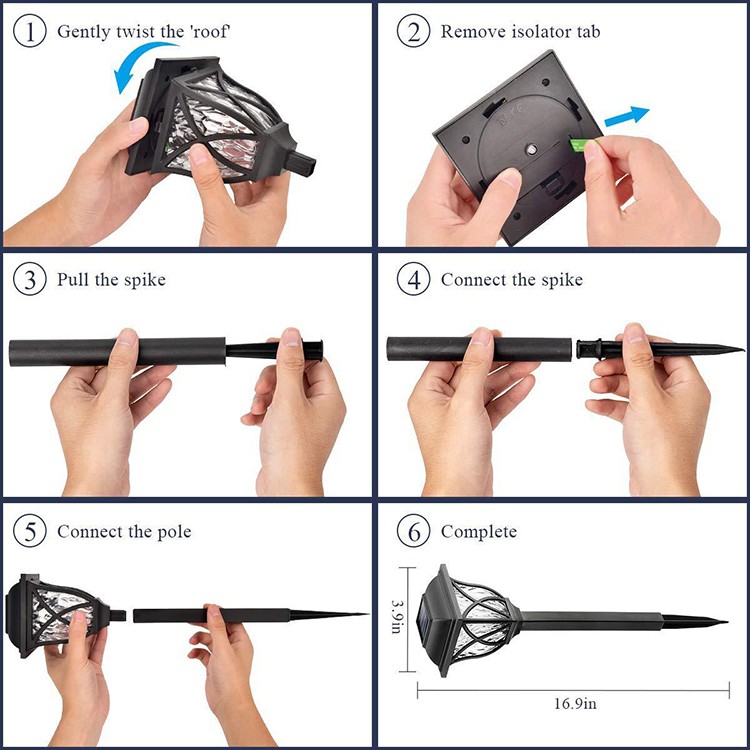 1 Gently twist the 'roof'
2 Remove isolator tab
3 Pull the spike
4 Connect the spike
5 Connect the pole
6 Complete
3.9in
16.9in